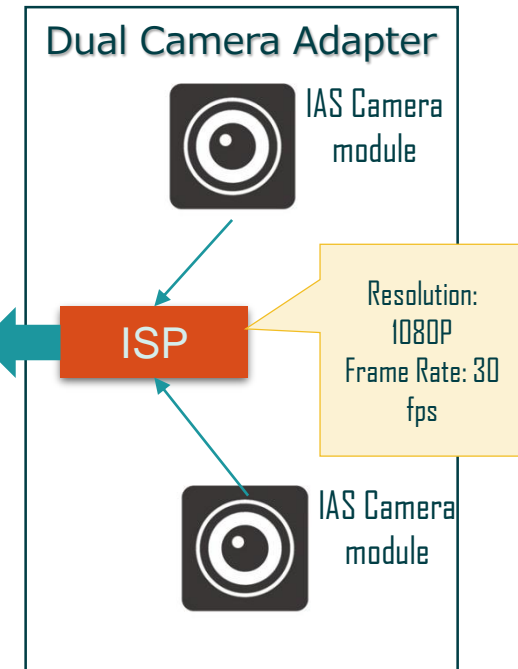 Dual Camera Adapter
IAS Camera
module
ISP
Resolution:
1080P
Frame Rate: 30
fps
IAS Camera
module